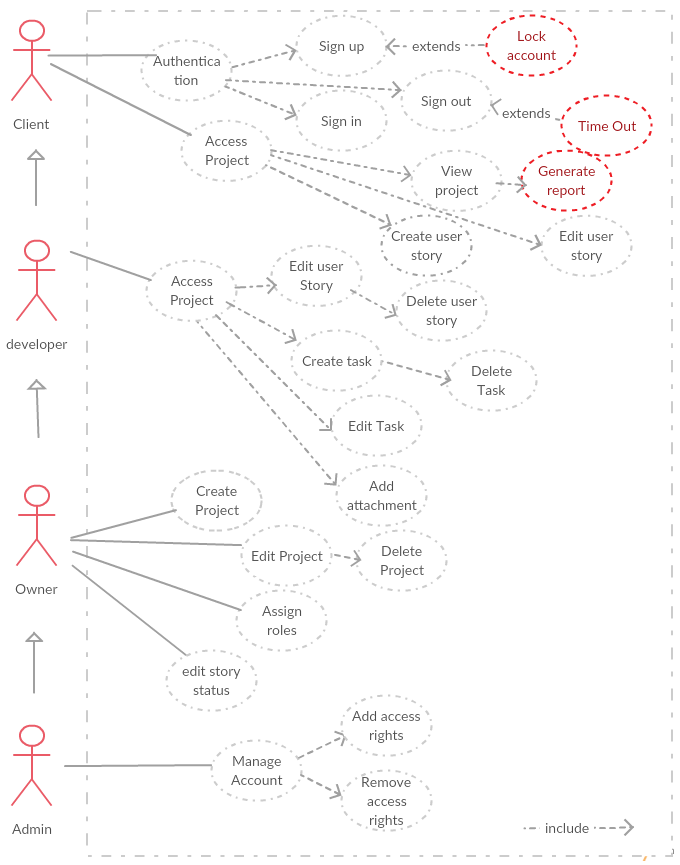 Sign up
extends
Lock
account
Authentica
tion
Sign out
extends
Client
Sign in
Time Out
Access
Project
View
project
Generate
report
Create user
story
Edit user
story
developer
Access
Project
Edit user
Story
Delete user
story
Create task
Delete
Task
Edit Task
Add
attachment
Owner
Create
Project
Edit Project
Delete
Project
Assign
roles
edit story
status
Admin
Manage
Account
Add access
rights
Remove
access
rights
include